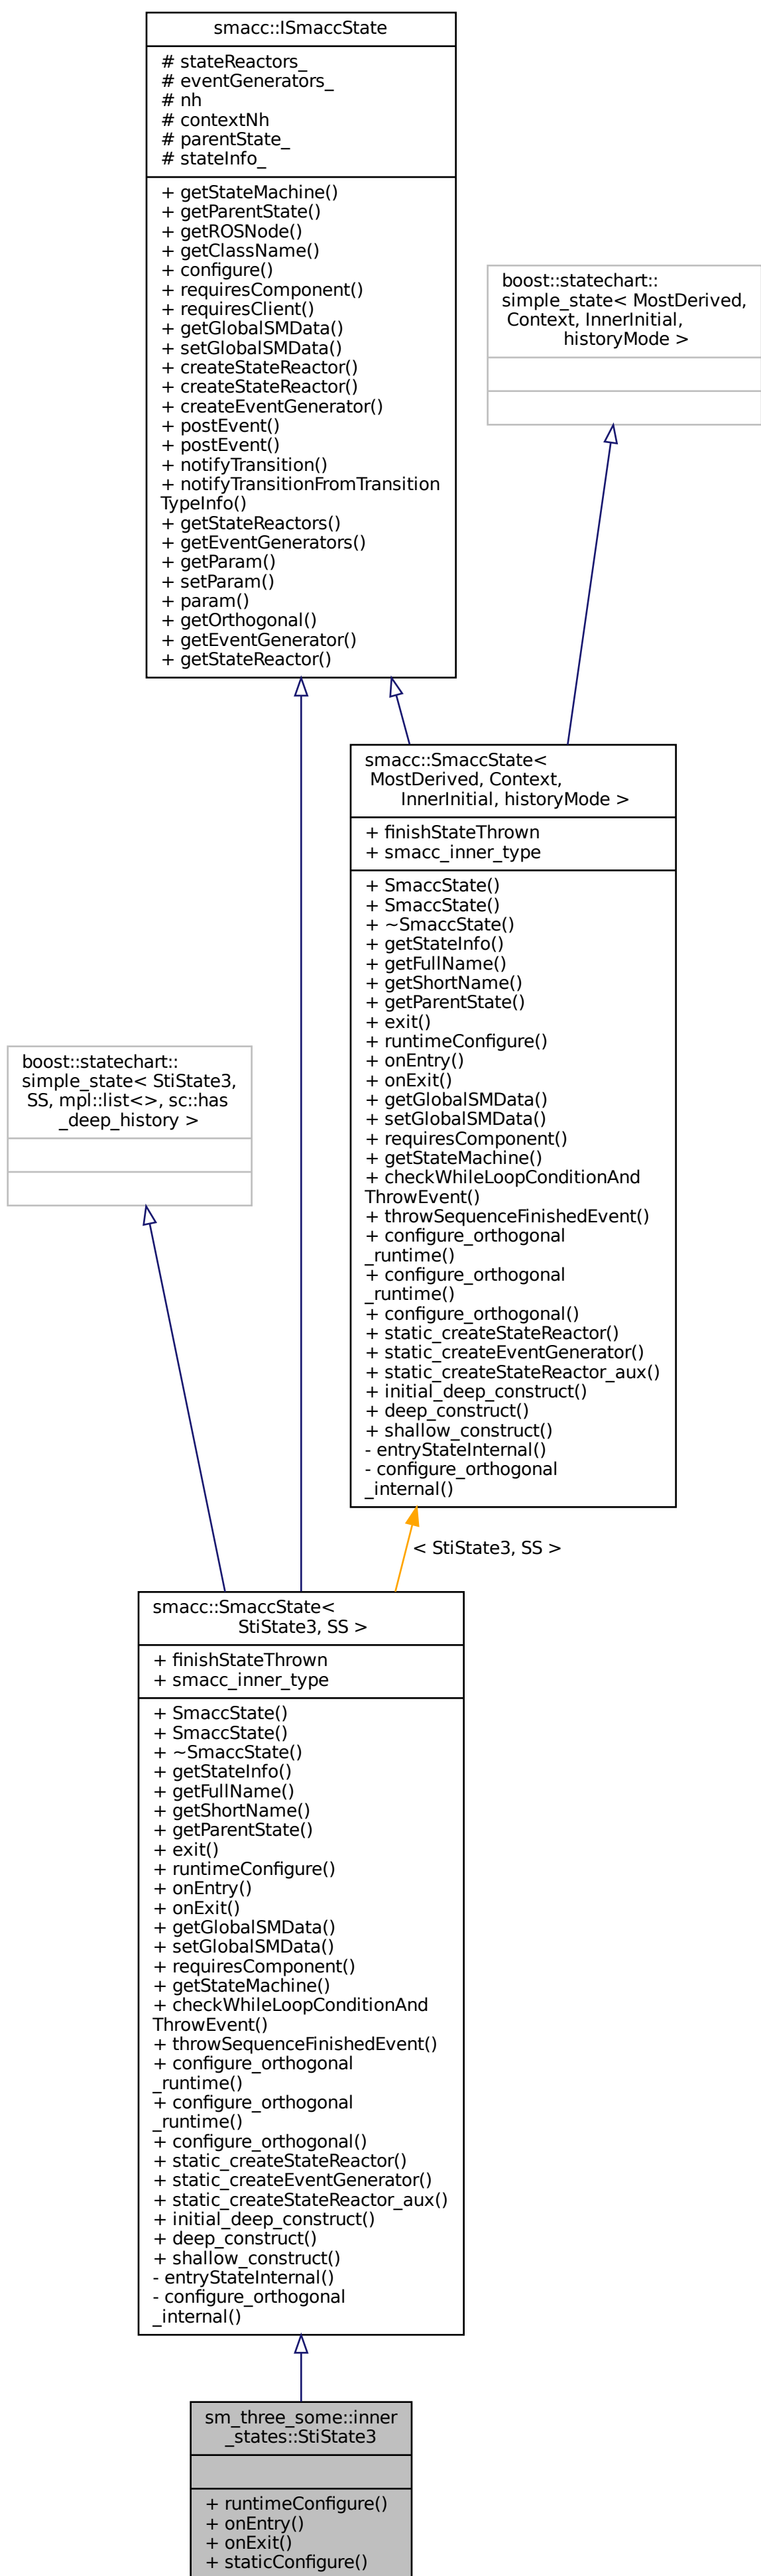 smacc::ISmaccState
# stateReactors_
# eventGenerators_
# nh
# contextNh
# parentState_
# stateInfo_
+ getStateMachine()
+ getParentState()
+ getROSNode()
+ getClassName()
+ configure()
+ requiresComponent()
+ requiresClient()
+ getGlobalSMData()
+ setGlobalSMData()
+ createStateReactor()
+ createStateReactor()
+ createEventGenerator()
+ postEvent()
+ postEvent()
+ notifyTransition()
+ notifyTransitionFromTransition
TypeInfo()
+ getStateReactors()
+ getEventGenerators()
+ getParam()
+ setParam()
+ param()
+ getOrthogonal()
+ getEventGenerator()
+ getStateReactor()
boost::statechart::
simple_state< MostDerived,
Context, InnerInitial,
historyMode >
smacc::SmaccState<
MostDerived, Context,
InnerInitial, historyMode >
+ finishStateThrown
+ smacc_inner_type
+ SmaccState()
+ SmaccState()
+ ~SmaccState()
+ getStateInfo()
+ getFullName()
+ getShortName()
+ getParentState()
+ exit()
+ runtimeConfigure()
+ onEntry()
+ onExit()
+ getGlobalSMData()
+ setGlobalSMData()
+ requiresComponent()
+ getStateMachine()
+ checkWhileLoopConditionAnd
ThrowEvent()
+ throwSequenceFinishedEvent()
+ configure_orthogonal
_runtime()
+ configure_orthogonal
_runtime()
+ configure_orthogonal()
+ static_createStateReactor()
+ static_createEventGenerator()
+ static_createStateReactor_aux()
+ initial_deep_construct()
+ deep_construct()
+ shallow_construct()
- entryStateInternal()
- configure_orthogonal
_internal()
boost::statechart::
simple_state< StiState3,
SS, mpl::list<>, sc::has
_deep_history >
< StiState3, SS >
smacc::SmaccState<
StiState3, SS >
+ finishStateThrown
+ smacc_inner_type
+ SmaccState()
+ SmaccState()
+ ~SmaccState()
+ getStateInfo()
+ getFullName()
+ getShortName()
+ getParentState()
+ exit()
+ runtimeConfigure()
+ onEntry()
+ onExit()
+ getGlobalSMData()
+ setGlobalSMData()
+ requiresComponent()
+ getStateMachine()
+ checkWhileLoopConditionAnd
ThrowEvent()
+ throwSequenceFinishedEvent()
+ configure_orthogonal
_runtime()
+ configure_orthogonal
_runtime()
+ configure_orthogonal()
+ static_createStateReactor()
+ static_createEventGenerator()
+ static_createStateReactor_aux()
+ initial_deep_construct()
+ deep_construct()
+ shallow_construct()
- entryStateInternal()
- configure_orthogonal
_internal()
sm_three_some::inner
_states::StiState3
+ runtimeConfigure()
+ onEntry()
+ onExit()
+ staticConfigure()